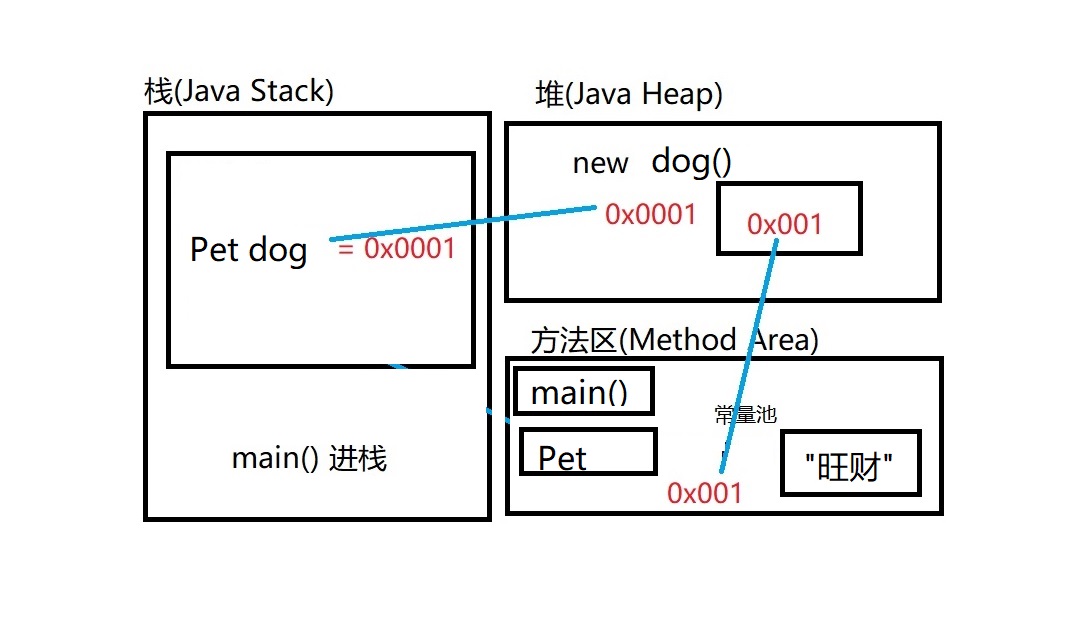 栈(Java Stack)
Pet dog = 0x0001
main() 进栈
堆(Java Heap)
new dog()
0x0001
0x001
方法区(Method Area)
main()
常量池
Pet
0x001
"旺财"